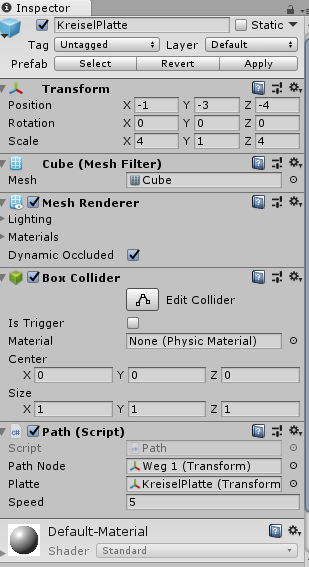 Inspector
KreiselPlatte Static
Tag Untagged Layer Default
Prefab Select Revert Apply
Transform
Position X -1 Y -3 Z -4
Rotation X 0 Y 0 Z 0
Scale X 4 Y 1 Z 4
Cube (Mesh Filter)
Mesh Cube
Mesh Renderer
Lighting
Materials
Dynamic Occluded
Box Collider
Edit Collider
Is Trigger
Material None (Physic Material)
Center
X 0 Y 0 Z 0
Size
X 1 Y 1 Z 1
Path (Script)
Script Path
Path Node Weg 1 (Transform)
Platte KreiselPlatte (Transform
Speed 5
Default-Material
Shader Standard